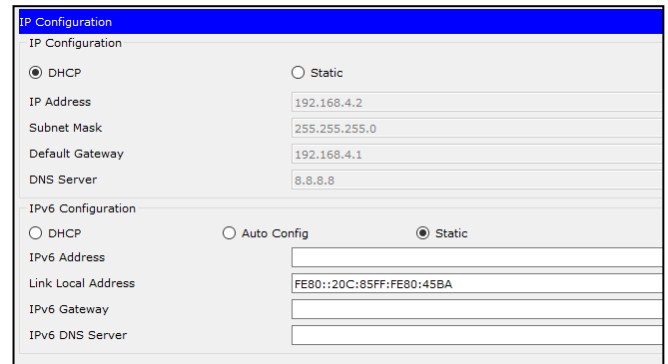 IP Configuration
IP Configuration
DHCP Static
IP Address 192.168.4.2
Subnet Mask 255.255.255.0
Default Gateway 192.168.4.1
DNS Server 8.8.8.8
IPv6 Configuration
DHCP Auto Config Static
IPv6 Address
Link Local Address FE80::20C:85FF:FE80:45BA
IPv6 Gateway
IPv6 DNS Server